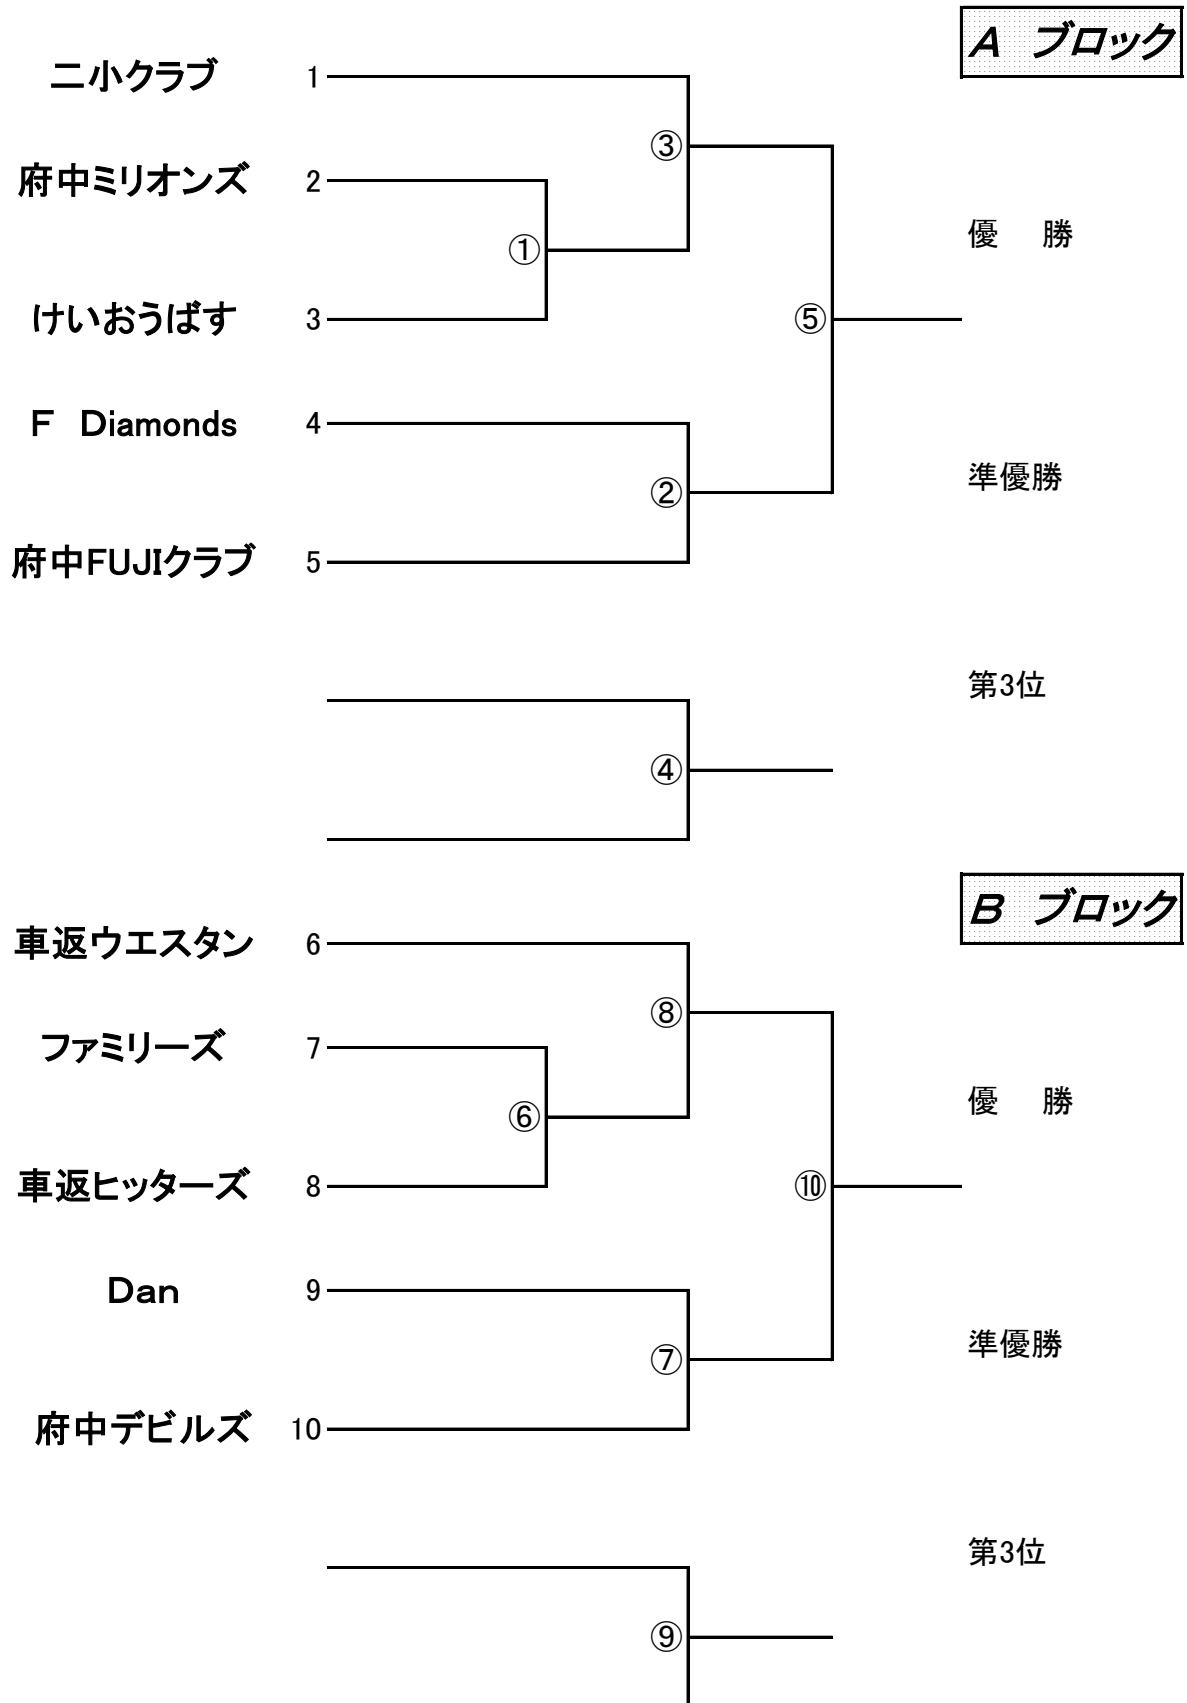 A ブロック
二小クラブ 1
③
府中ミリオンズ 2
優 勝
①
けいおうばす 3
⑤
F Diamonds 4
準優勝
②
府中FUJIクラブ 5
第3位
④
B ブロック
車返ウエスタン 6
⑧
ファミリーズ 7
優 勝
⑥
車返ヒッターズ 8
⑩
Dan 9
準優勝
⑦
府中デビルズ 10
第3位
⑨